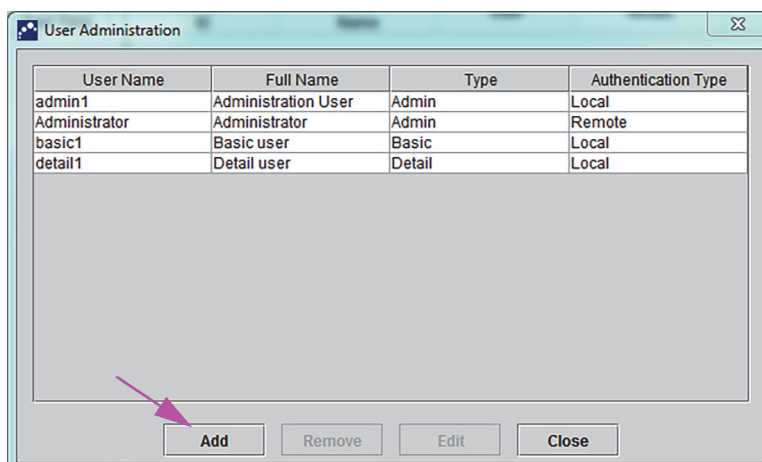 User Administration
User Name Full Name Type Authentication Type
admin1 Administration User Admin Local
Administrator Administrator Admin Remote
basic1 Basic user Basic Local
detail1 Detail user Detail Local
Add Remove Edit Close